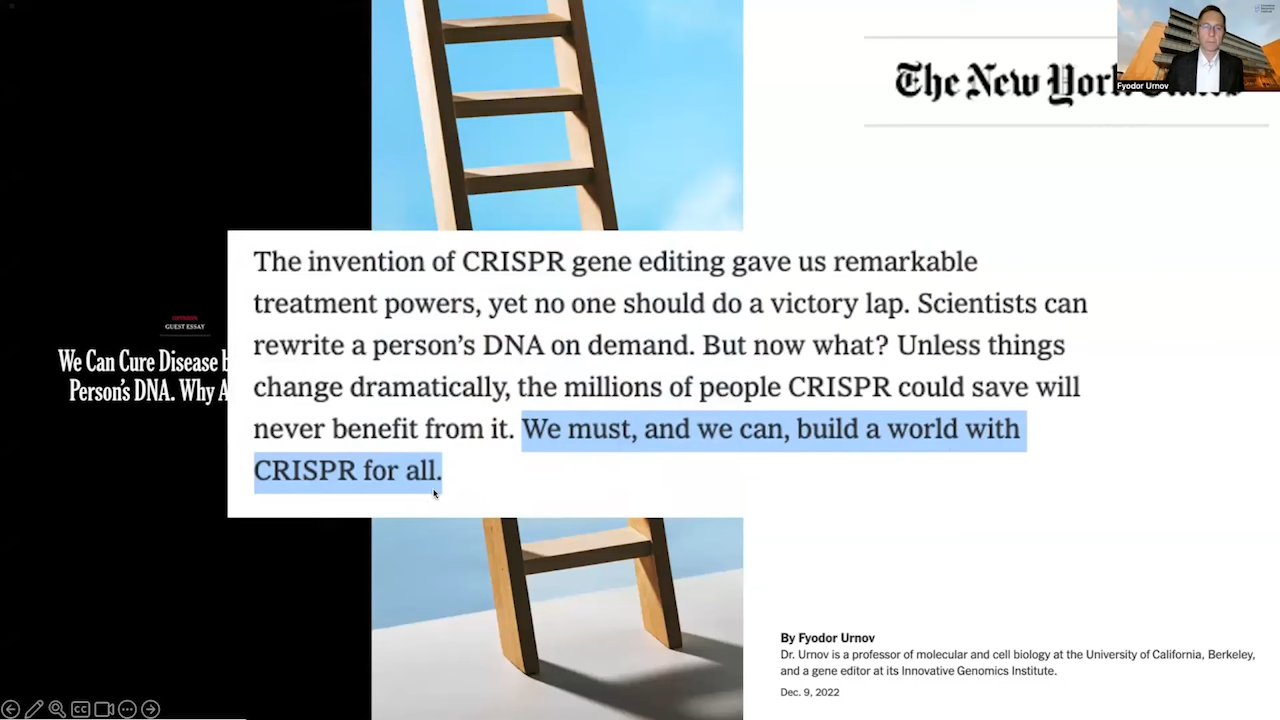 The New York
Fyodor Urnov
The invention of CRISPR gene editing gave us remarkable
treatment powers, yet no one should do a victory lap. Scientists can
rewrite a person's DNA on demand. But now what? Unless things
change dramatically, the millions of people CRISPR could save will
never benefit from it. We must, and we can, build a world with
CRISPR for all.
OPINION
GUEST ESSAY
We Can Cure Disease b
Person's DNA. Why A
By Fyodor Urnov
Dr. Urnov is a professor of molecular and cell biology at the University of California, Berkeley,
and a gene editor at its Innovative Genomics Institute.
Dec. 9, 2022
CC